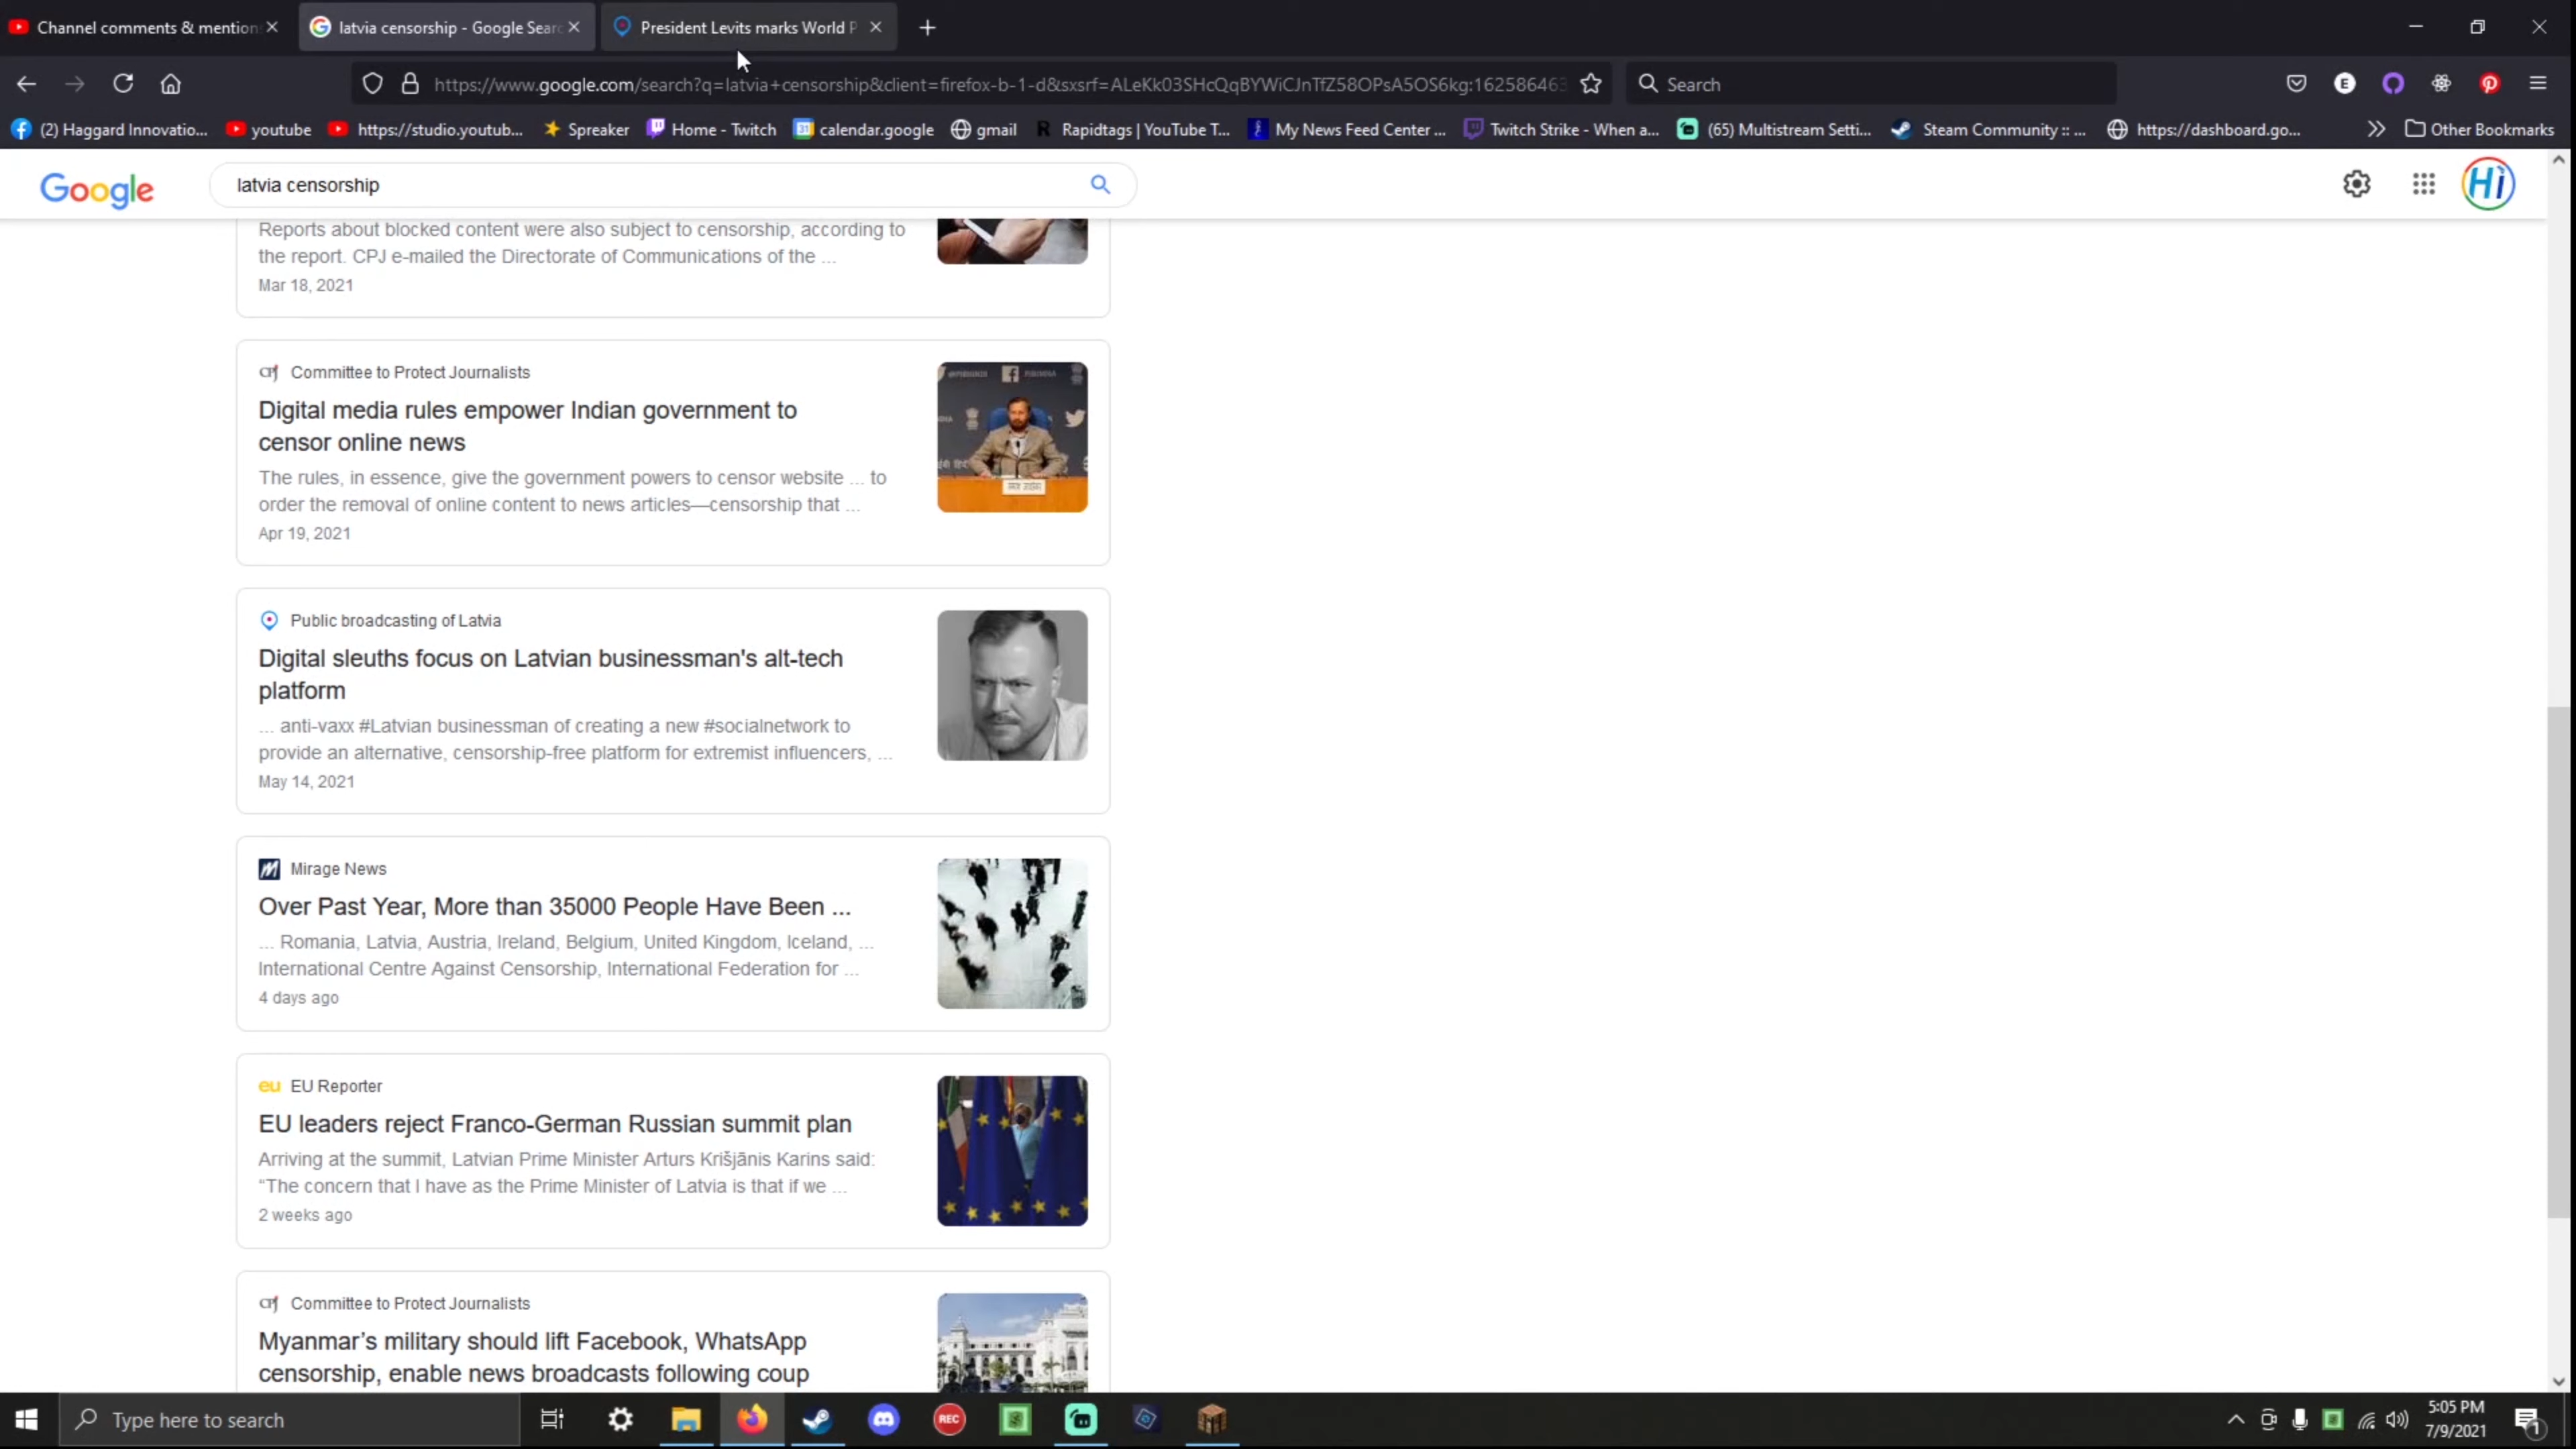 Channel comments & mention
latvia censorship - Google Sear
President Levits marks World P
https://www.google.com/search?q=latvia+censorship&client=firefox-b-1-d&sxsrf=ALeKk03SHcQqBYWiCJnTfZ58OPsA5OS6kg:162586463
Search
(2) Haggard Innovatio...
youtube
https://studio.youtub...
Spreaker
Home - Twitch
calendar.google
gmail
Rapidtags | YouTube T...
My News Feed Center ...
Twitch Strike - When a...
(65) Multistream Setti...
Steam Community :: ...
https://dashboard.go...
Other Bookmarks
Google
latvia censorship
Hi
Reports about blocked content were also subject to censorship, according to
the report. CPJ e-mailed the Directorate of Communications of the ...
Mar 18, 2021
CPJ Committee to Protect Journalists
Digital media rules empower Indian government to
censor online news
The rules, in essence, give the government powers to censor website ... to
order the removal of online content to news articles—censorship that ...
Apr 19, 2021
Public broadcasting of Latvia
Digital sleuths focus on Latvian businessman's alt-tech
platform
... anti-vaxx #Latvian businessman of creating a new #socialnetwork to
provide an alternative, censorship-free platform for extremist influencers, ...
May 14, 2021
Mirage News
Over Past Year, More than 35000 People Have Been ...
... Romania, Latvia, Austria, Ireland, Belgium, United Kingdom, Iceland, ...
International Centre Against Censorship, International Federation for ...
4 days ago
eu EU Reporter
EU leaders reject Franco-German Russian summit plan
Arriving at the summit, Latvian Prime Minister Arturs Krišjānis Karins said:
“The concern that I have as the Prime Minister of Latvia is that if we ...
2 weeks ago
CPJ Committee to Protect Journalists
Myanmar’s military should lift Facebook, WhatsApp
censorship, enable news broadcasts following coup
Type here to search
REC
5:05 PM
7/9/2021
1